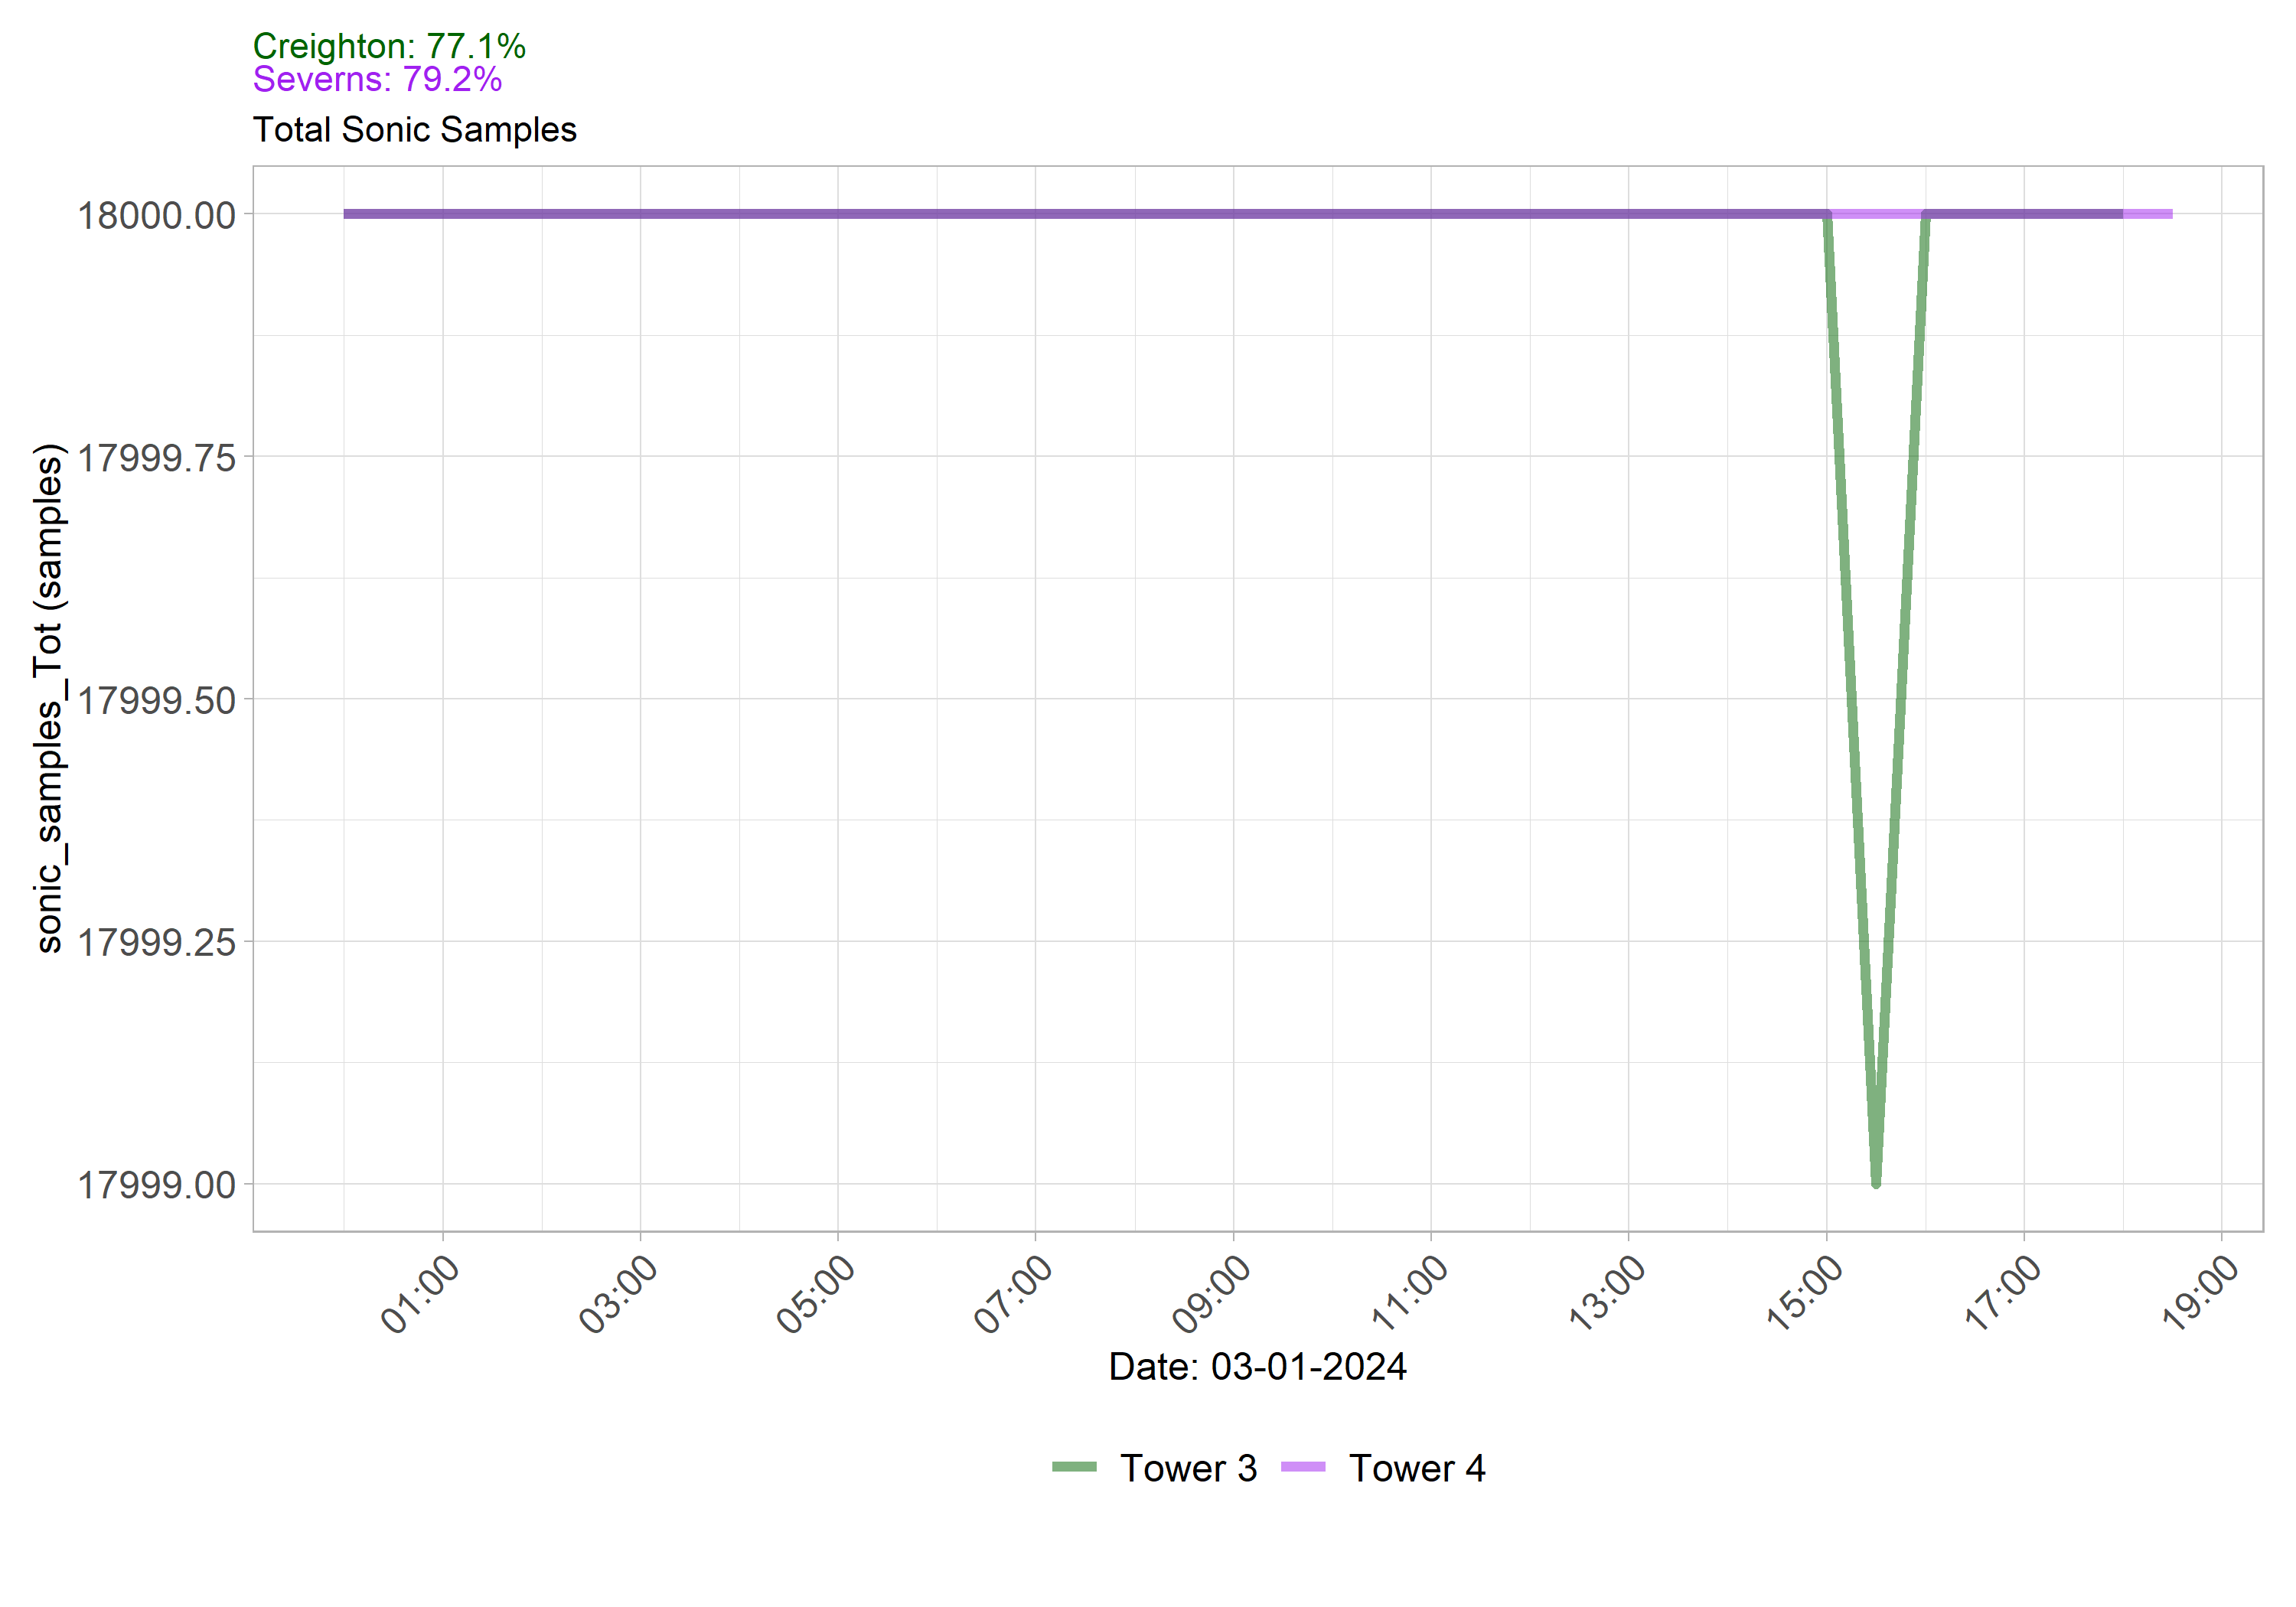 Creighton: 77.1%
Severns: 79.2%
Total Sonic Samples
sonic_samples_Tot (samples)
18000.00
17999.75
17999.50
17999.25
17999.00
01:00 03:00 05:00 07:00 09:00 11:00 13:00 15:00 17:00 19:00
Date: 03-01-2024
Tower 3 Tower 4